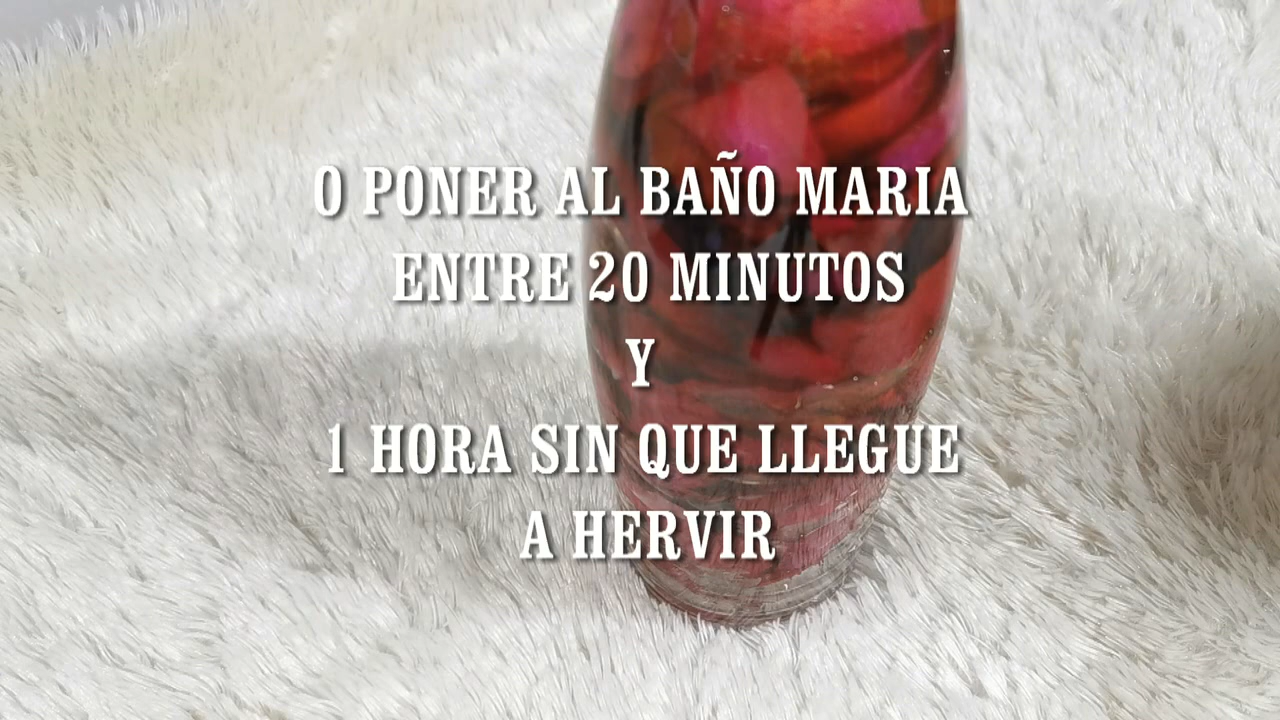 O PONER AL BAÑO MARIA
ENTRE 20 MINUTOS
Y
1 HORA SIN QUE LLEGUE
A HERVIR